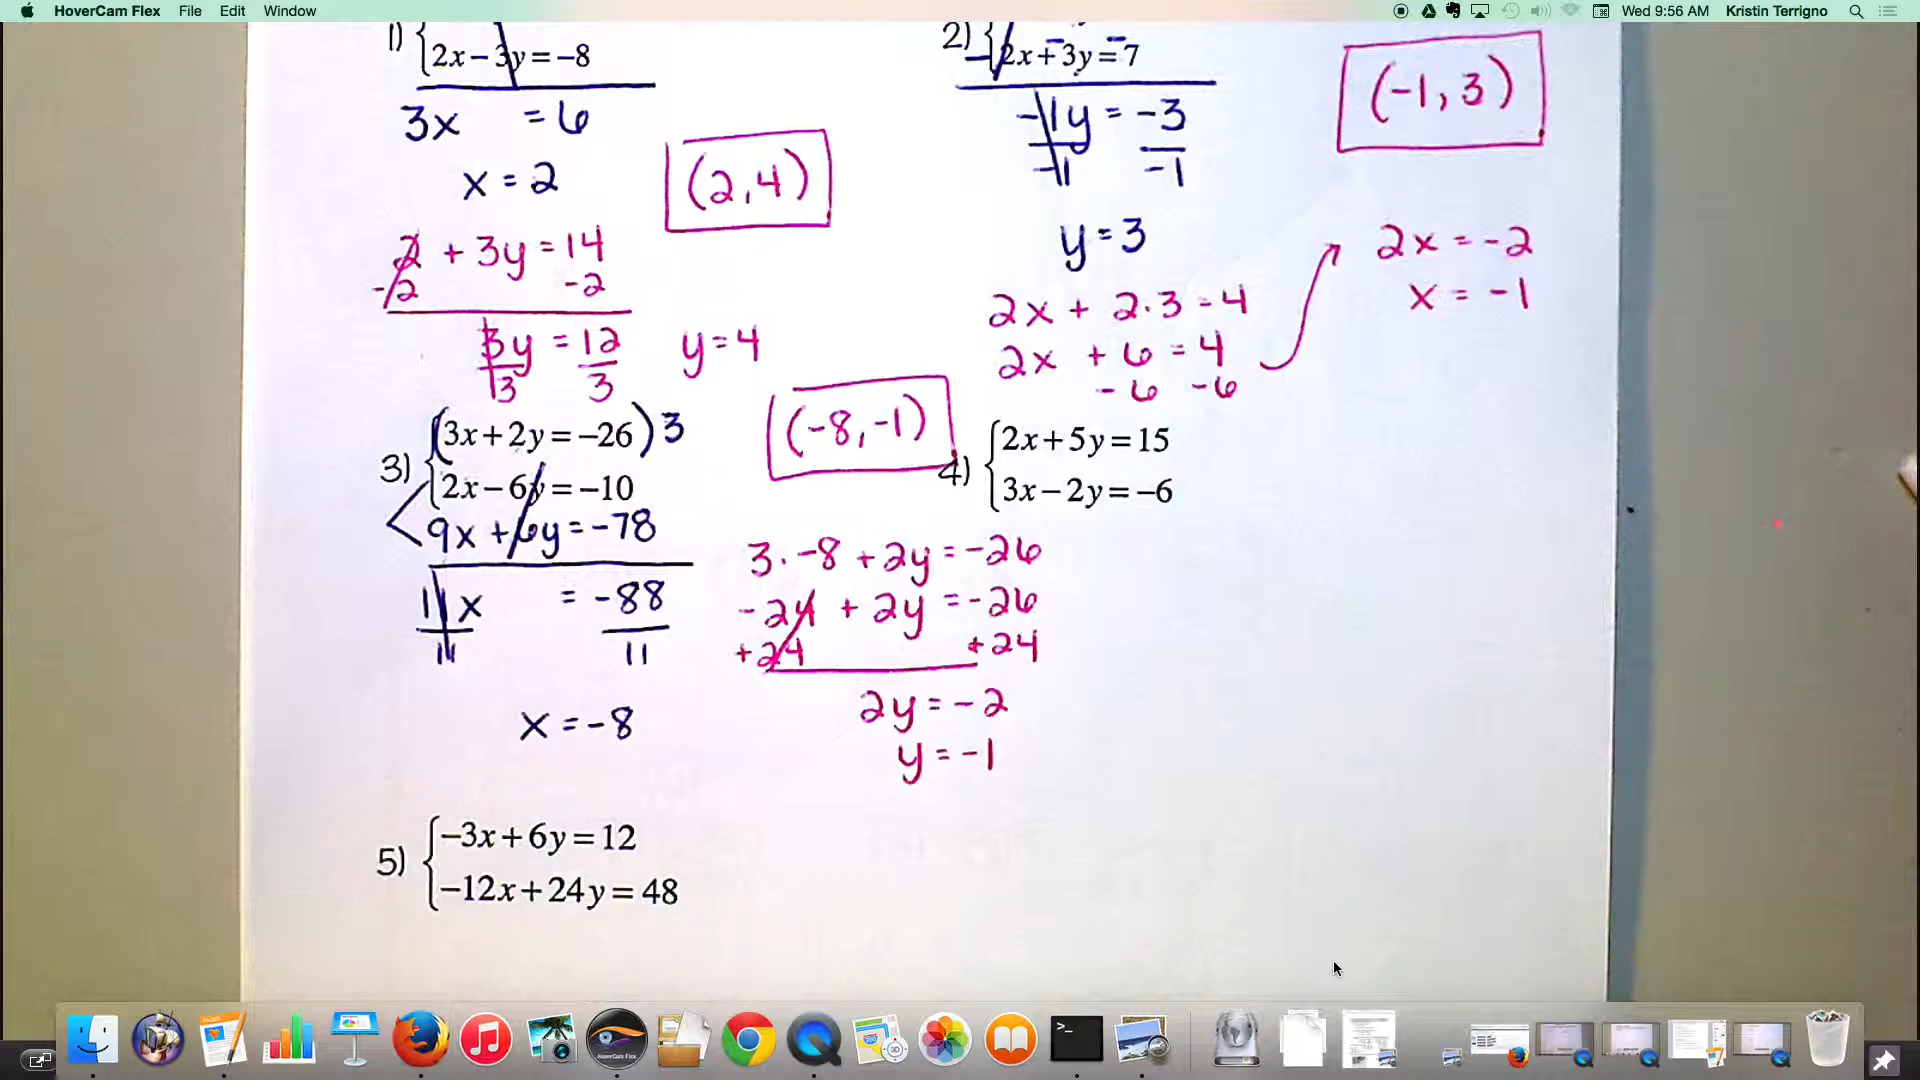 HoverCam Flex File Edit Window Wed 9:56 AM Kristin Terrigno
1) 2x-3y=-8
3x =6
x=2
(2,4)
2 + 3y=14
-2 -2
3y=12
3 3
y=4
2) 2x+3y=7
- - -
-1y=-3
-1 -1
y=3
(-1,3)
2x+2·3=4
2x +6=4
-6 -6
2x=-2
x=-1
3) (3x+2y=-26)3
2x-6y=-10
9x+6y=-78
11x =-88
11 11
x=-8
(-8,-1)
3·-8+2y=-26
-24+2y=-26
+24 +24
2y=-2
y=-1
4) 2x+5y=15
3x-2y=-6
5) -3x+6y=12
-12x+24y=48